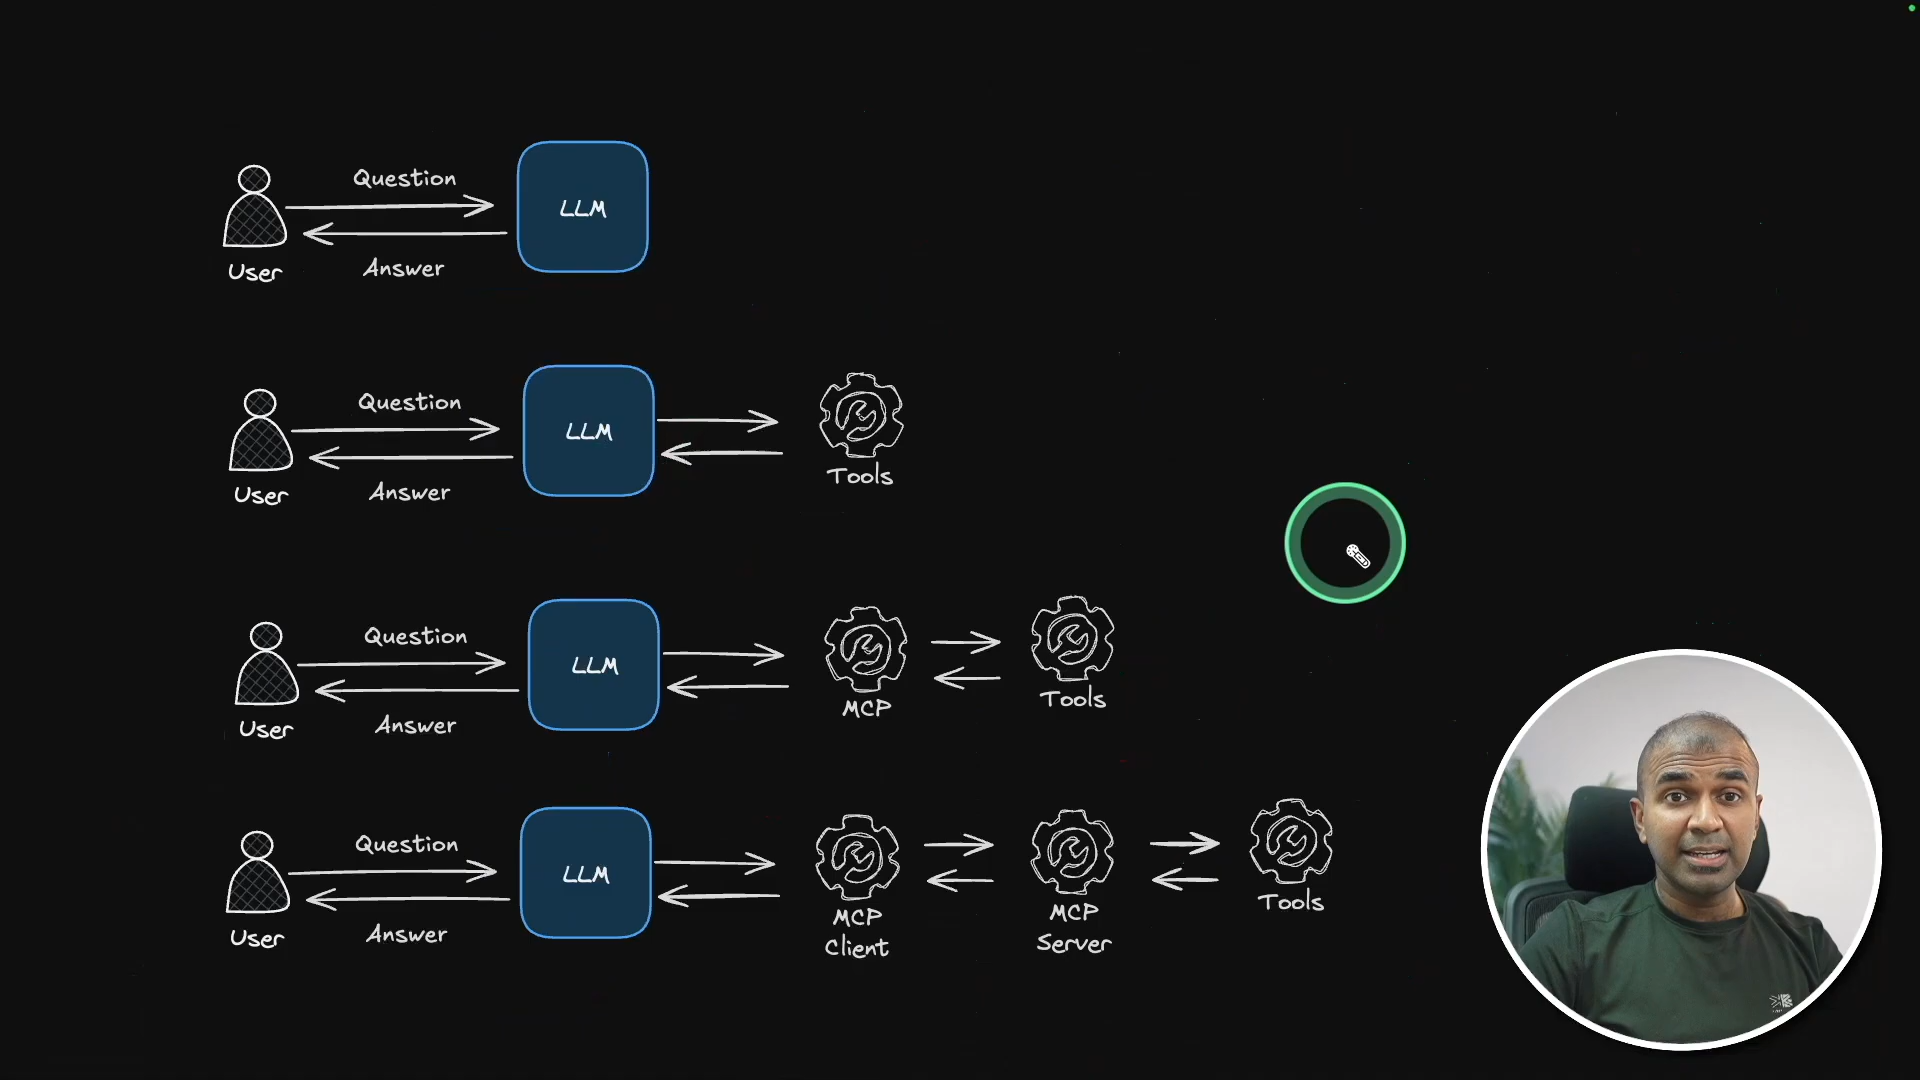 Question
LLM
User
Answer
Question
LLM
User
Answer
Tools
Question
LLM
User
Answer
MCP
Tools
Question
LLM
User
Answer
MCP
Client
MCP
Server
Tools